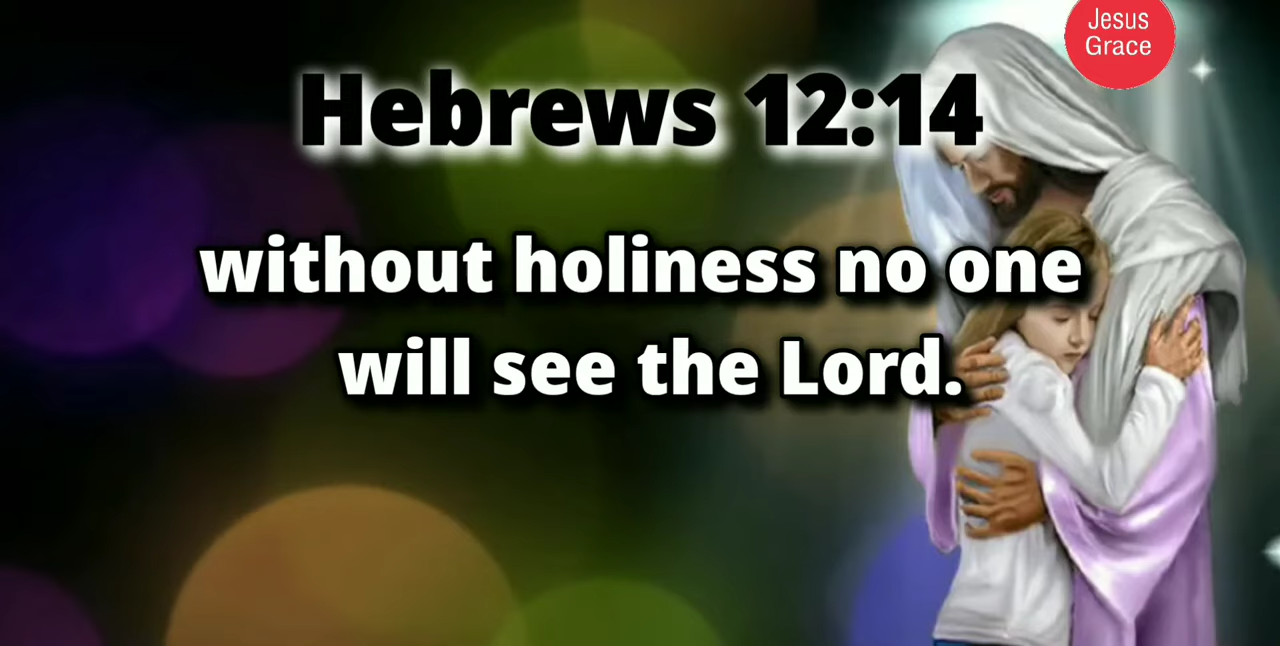 Jesus
Grace
Hebrews 12:14
without holiness no one
will see the Lord.